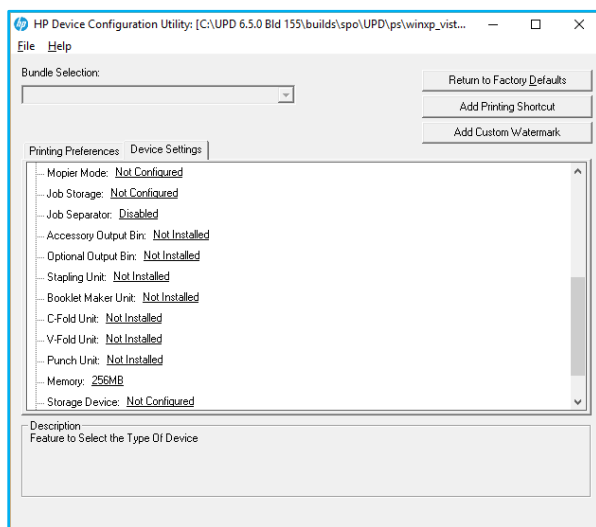 HP Device Configuration Utility: [C:\UPD 6.5.0 Bld 155\builds\spo\UPD\ps\winxp_vist...
File Help
Bundle Selection:
Return to Factory Defaults
Add Printing Shortcut
Add Custom Watermark
Printing Preferences Device Settings
Mopier Mode: Not Configured
Job Storage: Not Configured
Job Separator: Disabled
Accessory Output Bin: Not Installed
Optional Output Bin: Not Installed
Stapling Unit: Not Installed
Booklet Maker Unit: Not Installed
C-Fold Unit: Not Installed
V-Fold Unit: Not Installed
Punch Unit: Not Installed
Memory: 256MB
Storage Device: Not Configured
Description
Feature to Select the Type Of Device